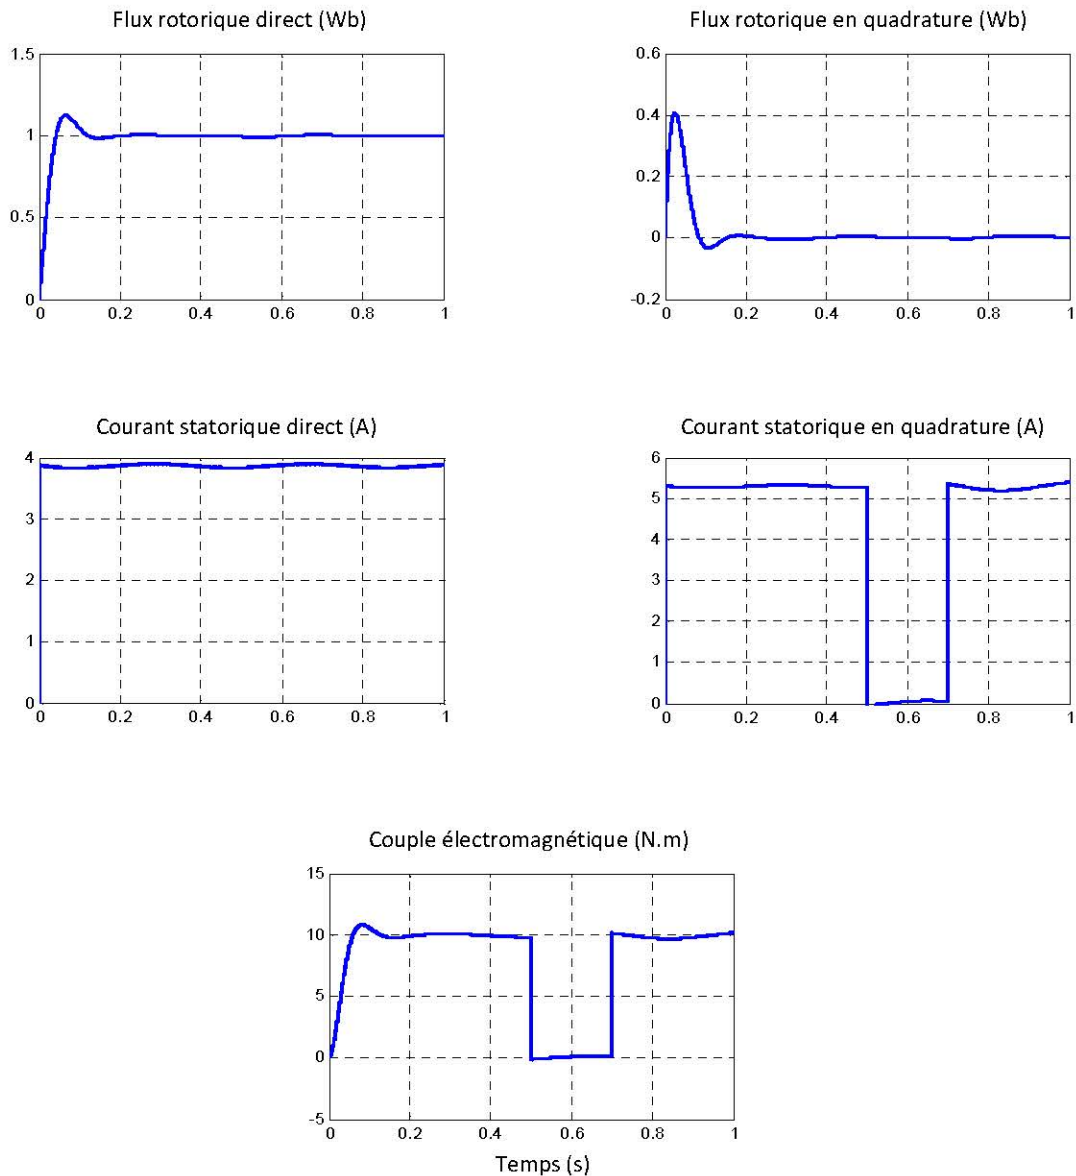 Flux rotorique direct (Wb)
Flux rotorique en quadrature (Wb)
1.5
1
0.5
0
0 0.2 0.4 0.6 0.8 1
0.6
0.4
0.2
0
-0.2
0 0.2 0.4 0.6 0.8 1
Courant statorique direct (A)
Courant statorique en quadrature (A)
4
3
2
1
0
0 0.2 0.4 0.6 0.8 1
6
5
4
3
2
1
0
0 0.2 0.4 0.6 0.8 1
Couple électromagnétique (N.m)
15
10
5
0
-5
0 0.2 0.4 0.6 0.8 1
Temps (s)